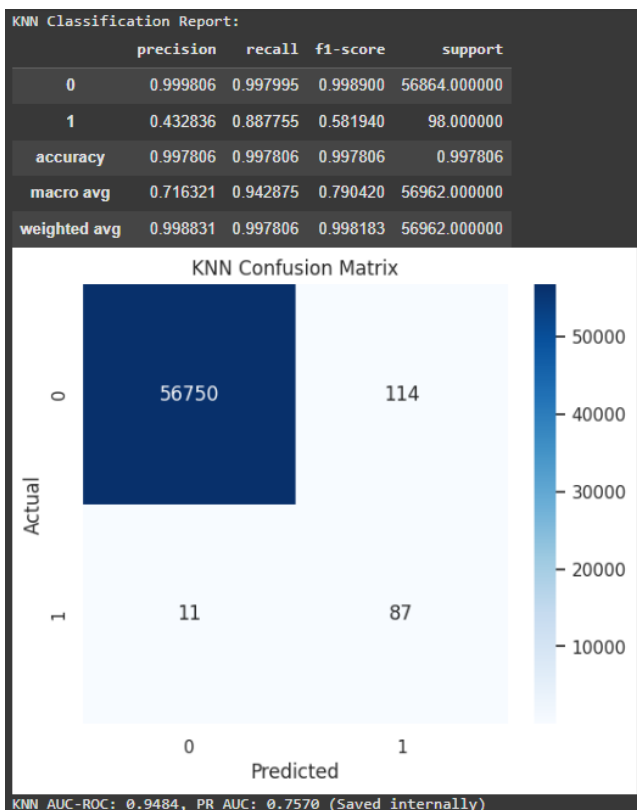 KNN Classification Report:
precision recall f1-score support
0 0.999806 0.997995 0.998900 56864.000000
1 0.432836 0.887755 0.581940 98.000000
accuracy 0.997806 0.997806 0.997806 0.997806
macro avg 0.716321 0.942875 0.790420 56962.000000
weighted avg 0.998831 0.997806 0.998183 56962.000000
KNN Confusion Matrix
50000
0 56750 114
40000
Actual
30000
20000
1 11 87
10000
0 1
Predicted
KNN AUC-ROC: 0.9484, PR AUC: 0.7570 (Saved internally)